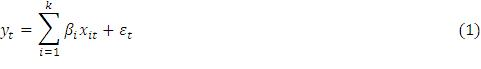 $y_t = \sum_{i=1}^{k} \beta_i x_{it} + \varepsilon_t$ (1)